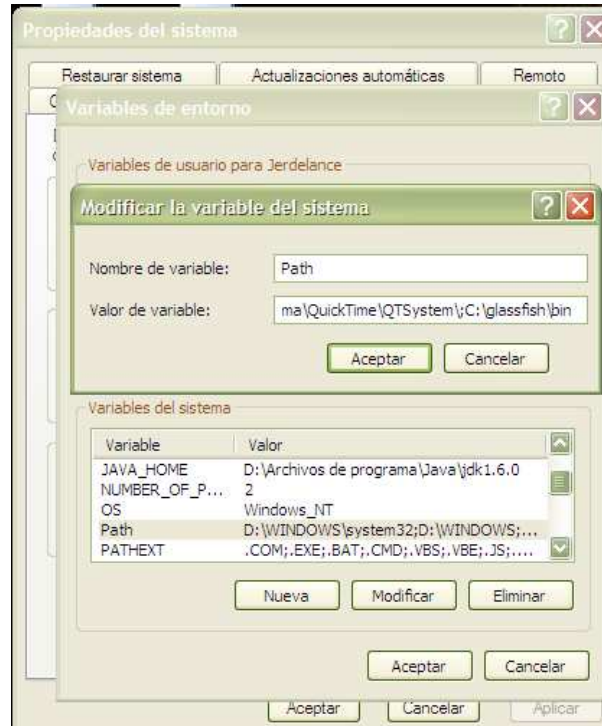 Propiedades del sistema
Restaurar sistema Actualizaciones automáticas Remoto
Variables de entorno
Variables de usuario para Jerdelance
Modificar la variable del sistema
Nombre de variable: Path
Valor de variable: ma\QuickTime\QTSystem\;C:\glassfish\bin
Aceptar Cancelar
Variables del sistema
Variable Valor
JAVA_HOME D:\Archivos de programa\Java\jdk1.6.0
NUMBER_OF_P... 2
OS Windows_NT
Path D:\WINDOWS\system32;D:\WINDOWS;...
PATHEXT .COM;.EXE;.BAT;.CMD;.VBS;.VBE;.JS;....
Nueva Modificar Eliminar
Aceptar Cancelar
Aceptar Cancelar Aplicar